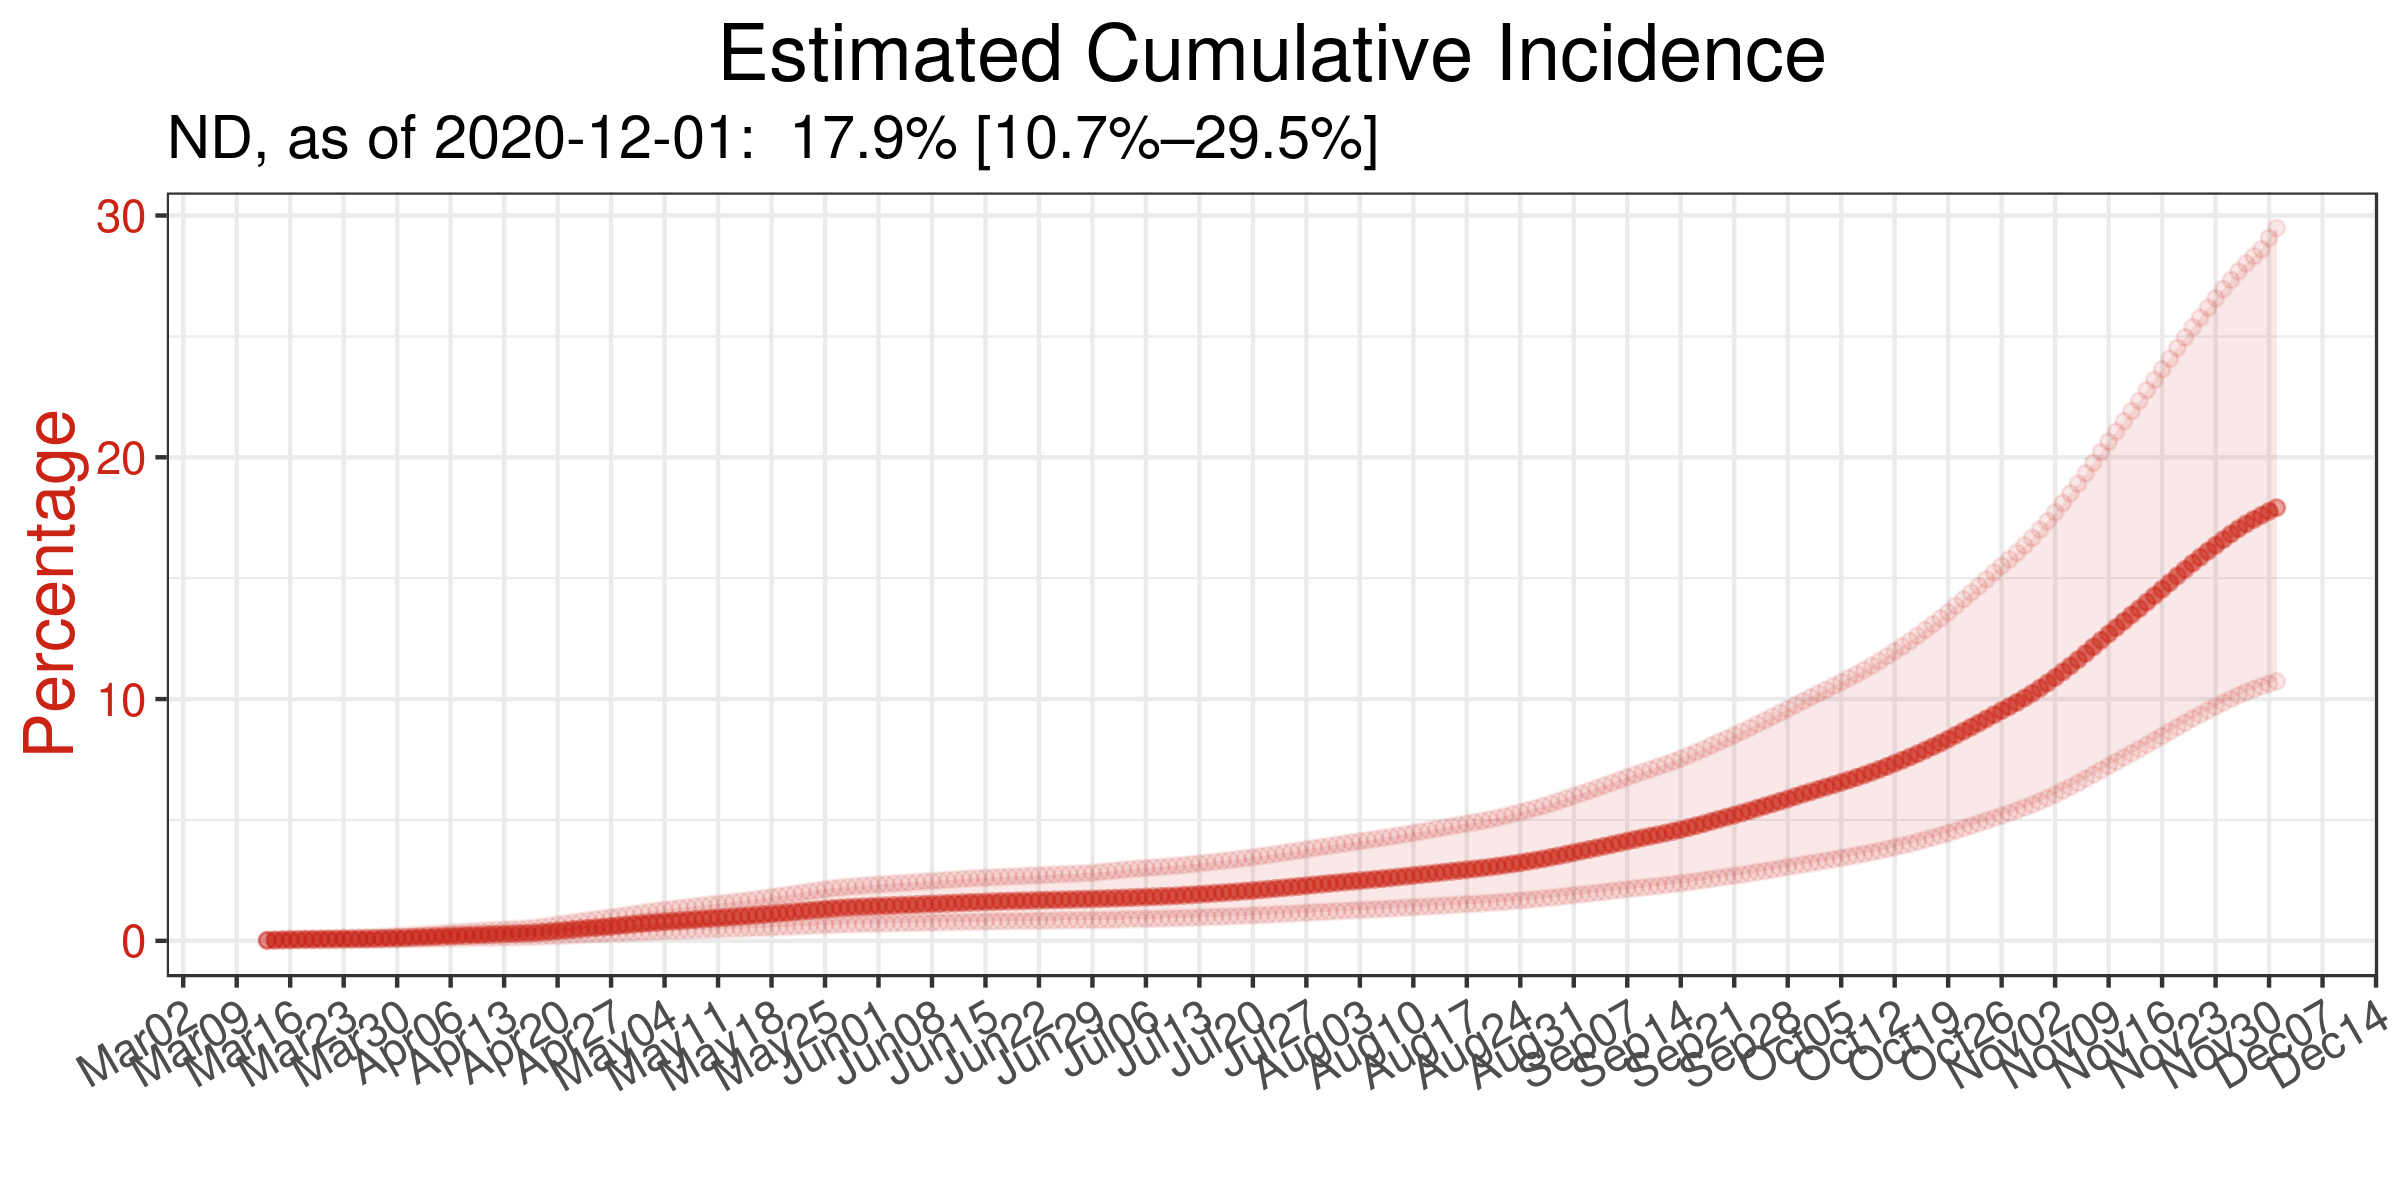 Estimated Cumulative Incidence
ND, as of 2020-12-01:  17.9% [10.7%–29.5%]
Percentage
30
20
10
0
Mar02
Mar09
Mar16
Mar23
Mar30
Apr06
Apr13
Apr20
Apr27
May04
May11
May18
May25
Jun01
Jun08
Jun15
Jun22
Jun29
Jul06
Jul13
Jul20
Jul27
Aug03
Aug10
Aug17
Aug24
Aug31
Sep07
Sep14
Sep21
Sep28
Oct05
Oct12
Oct19
Oct26
Nov02
Nov09
Nov16
Nov23
Nov30
Dec07
Dec14